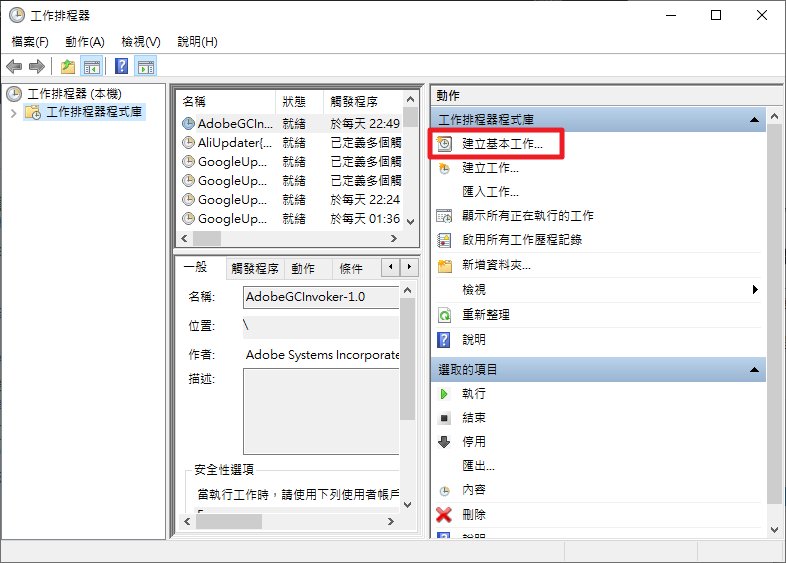 工作排程器
檔案(F) 動作(A) 檢視(V) 說明(H)
工作排程器 (本機)
工作排程器程式庫
名稱 狀態 觸發程序
AdobeGCIn... 就緒 於每天 22:49
AliUpdater{... 就緒 已定義多個觸
GoogleUp... 就緒 已定義多個觸
GoogleUp... 就緒 已定義多個觸
GoogleUp... 就緒 於每天 22:24
GoogleUp... 就緒 於每天 01:36
一般 觸發程序 動作 條件
名稱: AdobeGCInvoker-1.0
位置: \
作者: Adobe Systems Incorporate
描述:
安全性選項
當執行工作時，請使用下列使用者帳戶
動作
工作排程器程式庫
建立基本工作...
建立工作...
匯入工作...
顯示所有正在執行的工作
啟用所有工作歷程記錄
新增資料夾...
檢視
重新整理
說明
選取的項目
執行
結束
停用
匯出...
內容
刪除
說明